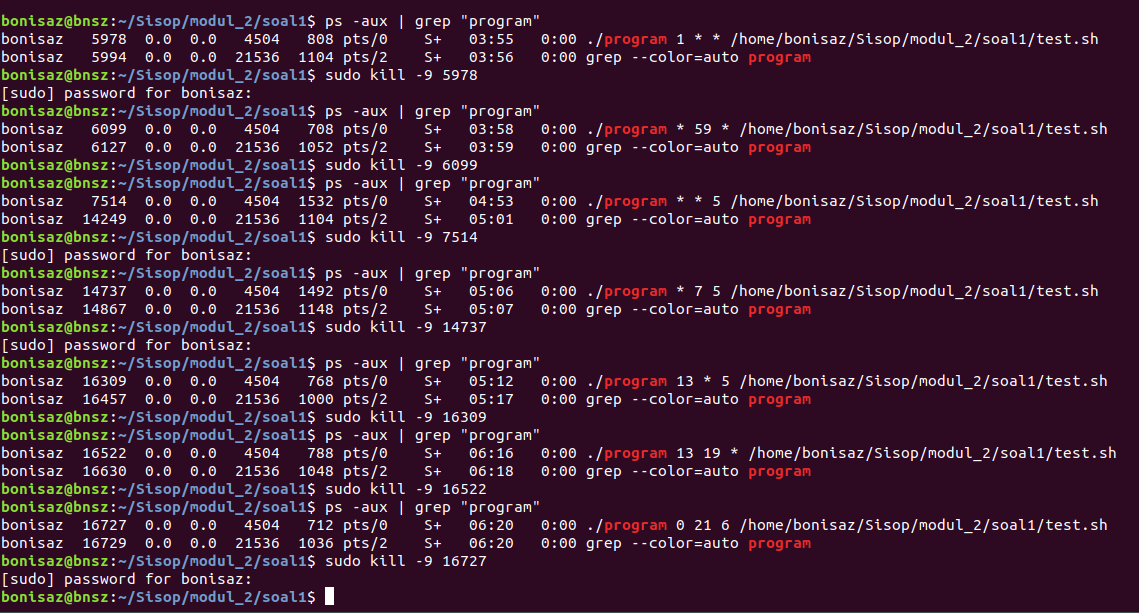 bonisaz@bnsz:~/Sisop/modul_2/soal1$ ps -aux | grep "program"
bonisaz   5978  0.0  0.0   4504   808 pts/0    S+   03:55   0:00 ./program 1 * * /home/bonisaz/Sisop/modul_2/soal1/test.sh
bonisaz   5994  0.0  0.0  21536  1104 pts/2    S+   03:56   0:00 grep --color=auto program
bonisaz@bnsz:~/Sisop/modul_2/soal1$ sudo kill -9 5978
[sudo] password for bonisaz:
bonisaz@bnsz:~/Sisop/modul_2/soal1$ ps -aux | grep "program"
bonisaz   6099  0.0  0.0   4504   708 pts/0    S+   03:58   0:00 ./program * 59 * /home/bonisaz/Sisop/modul_2/soal1/test.sh
bonisaz   6127  0.0  0.0  21536  1052 pts/2    S+   03:59   0:00 grep --color=auto program
bonisaz@bnsz:~/Sisop/modul_2/soal1$ sudo kill -9 6099
bonisaz@bnsz:~/Sisop/modul_2/soal1$ ps -aux | grep "program"
bonisaz   7514  0.0  0.0   4504  1532 pts/0    S+   04:53   0:00 ./program * * 5 /home/bonisaz/Sisop/modul_2/soal1/test.sh
bonisaz  14249  0.0  0.0  21536  1104 pts/2    S+   05:01   0:00 grep --color=auto program
bonisaz@bnsz:~/Sisop/modul_2/soal1$ sudo kill -9 7514
[sudo] password for bonisaz:
bonisaz@bnsz:~/Sisop/modul_2/soal1$ ps -aux | grep "program"
bonisaz  14737  0.0  0.0   4504  1492 pts/0    S+   05:06   0:00 ./program * 7 5 /home/bonisaz/Sisop/modul_2/soal1/test.sh
bonisaz  14867  0.0  0.0  21536  1148 pts/2    S+   05:07   0:00 grep --color=auto program
bonisaz@bnsz:~/Sisop/modul_2/soal1$ sudo kill -9 14737
[sudo] password for bonisaz:
bonisaz@bnsz:~/Sisop/modul_2/soal1$ ps -aux | grep "program"
bonisaz  16309  0.0  0.0   4504   768 pts/0    S+   05:12   0:00 ./program 13 * 5 /home/bonisaz/Sisop/modul_2/soal1/test.sh
bonisaz  16457  0.0  0.0  21536  1000 pts/2    S+   05:17   0:00 grep --color=auto program
bonisaz@bnsz:~/Sisop/modul_2/soal1$ sudo kill -9 16309
bonisaz@bnsz:~/Sisop/modul_2/soal1$ ps -aux | grep "program"
bonisaz  16522  0.0  0.0   4504   788 pts/0    S+   06:16   0:00 ./program 13 19 * /home/bonisaz/Sisop/modul_2/soal1/test.sh
bonisaz  16630  0.0  0.0  21536  1048 pts/2    S+   06:18   0:00 grep --color=auto program
bonisaz@bnsz:~/Sisop/modul_2/soal1$ sudo kill -9 16522
bonisaz@bnsz:~/Sisop/modul_2/soal1$ ps -aux | grep "program"
bonisaz  16727  0.0  0.0   4504   712 pts/0    S+   06:20   0:00 ./program 0 21 6 /home/bonisaz/Sisop/modul_2/soal1/test.sh
bonisaz  16729  0.0  0.0  21536  1036 pts/2    S+   06:20   0:00 grep --color=auto program
bonisaz@bnsz:~/Sisop/modul_2/soal1$ sudo kill -9 16727
[sudo] password for bonisaz:
bonisaz@bnsz:~/Sisop/modul_2/soal1$